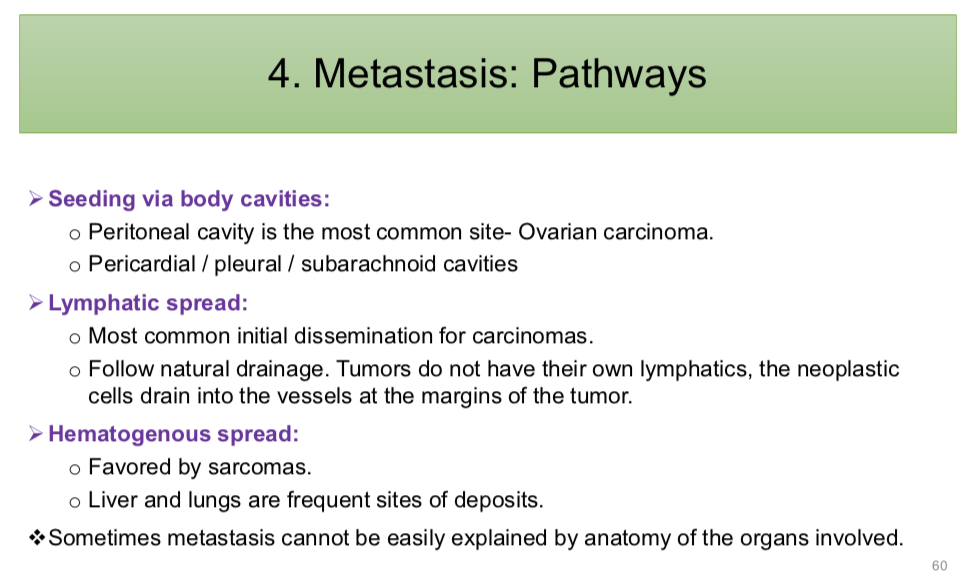 4. Metastasis: Pathways
➢ Seeding via body cavities:
o Peritoneal cavity is the most common site- Ovarian carcinoma.
o Pericardial / pleural / subarachnoid cavities
➢ Lymphatic spread:
o Most common initial dissemination for carcinomas.
o Follow natural drainage. Tumors do not have their own lymphatics, the neoplastic
cells drain into the vessels at the margins of the tumor.
➢ Hematogenous spread:
o Favored by sarcomas.
o Liver and lungs are frequent sites of deposits.
❖ Sometimes metastasis cannot be easily explained by anatomy of the organs involved.
60